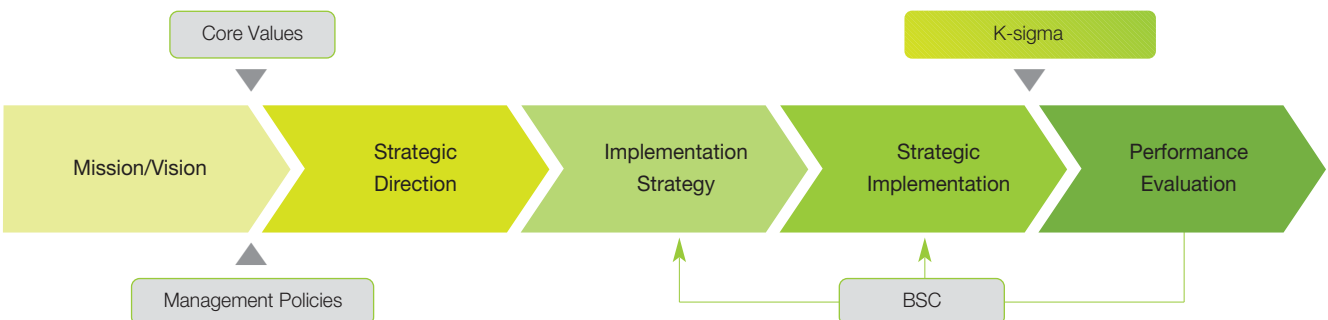 Core Values
K-sigma
Mission/Vision
Strategic
Direction
Implementation
Strategy
Strategic
Implementation
Performance
Evaluation
Management Policies
BSC